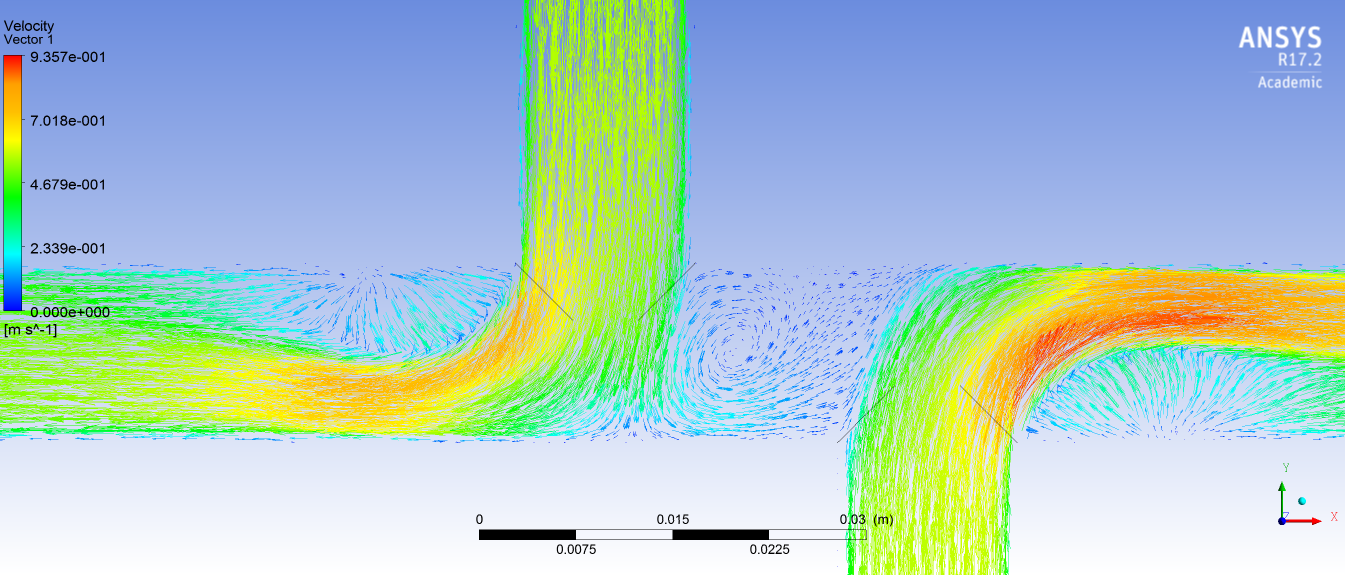 Velocity
Vector 1
9.357e-001
7.018e-001
4.679e-001
2.339e-001
0.000e+000
[m s^-1]
ANSYS
R17.2
Academic
0 0.015 0.03 (m)
0.0075 0.0225
Y
Z X